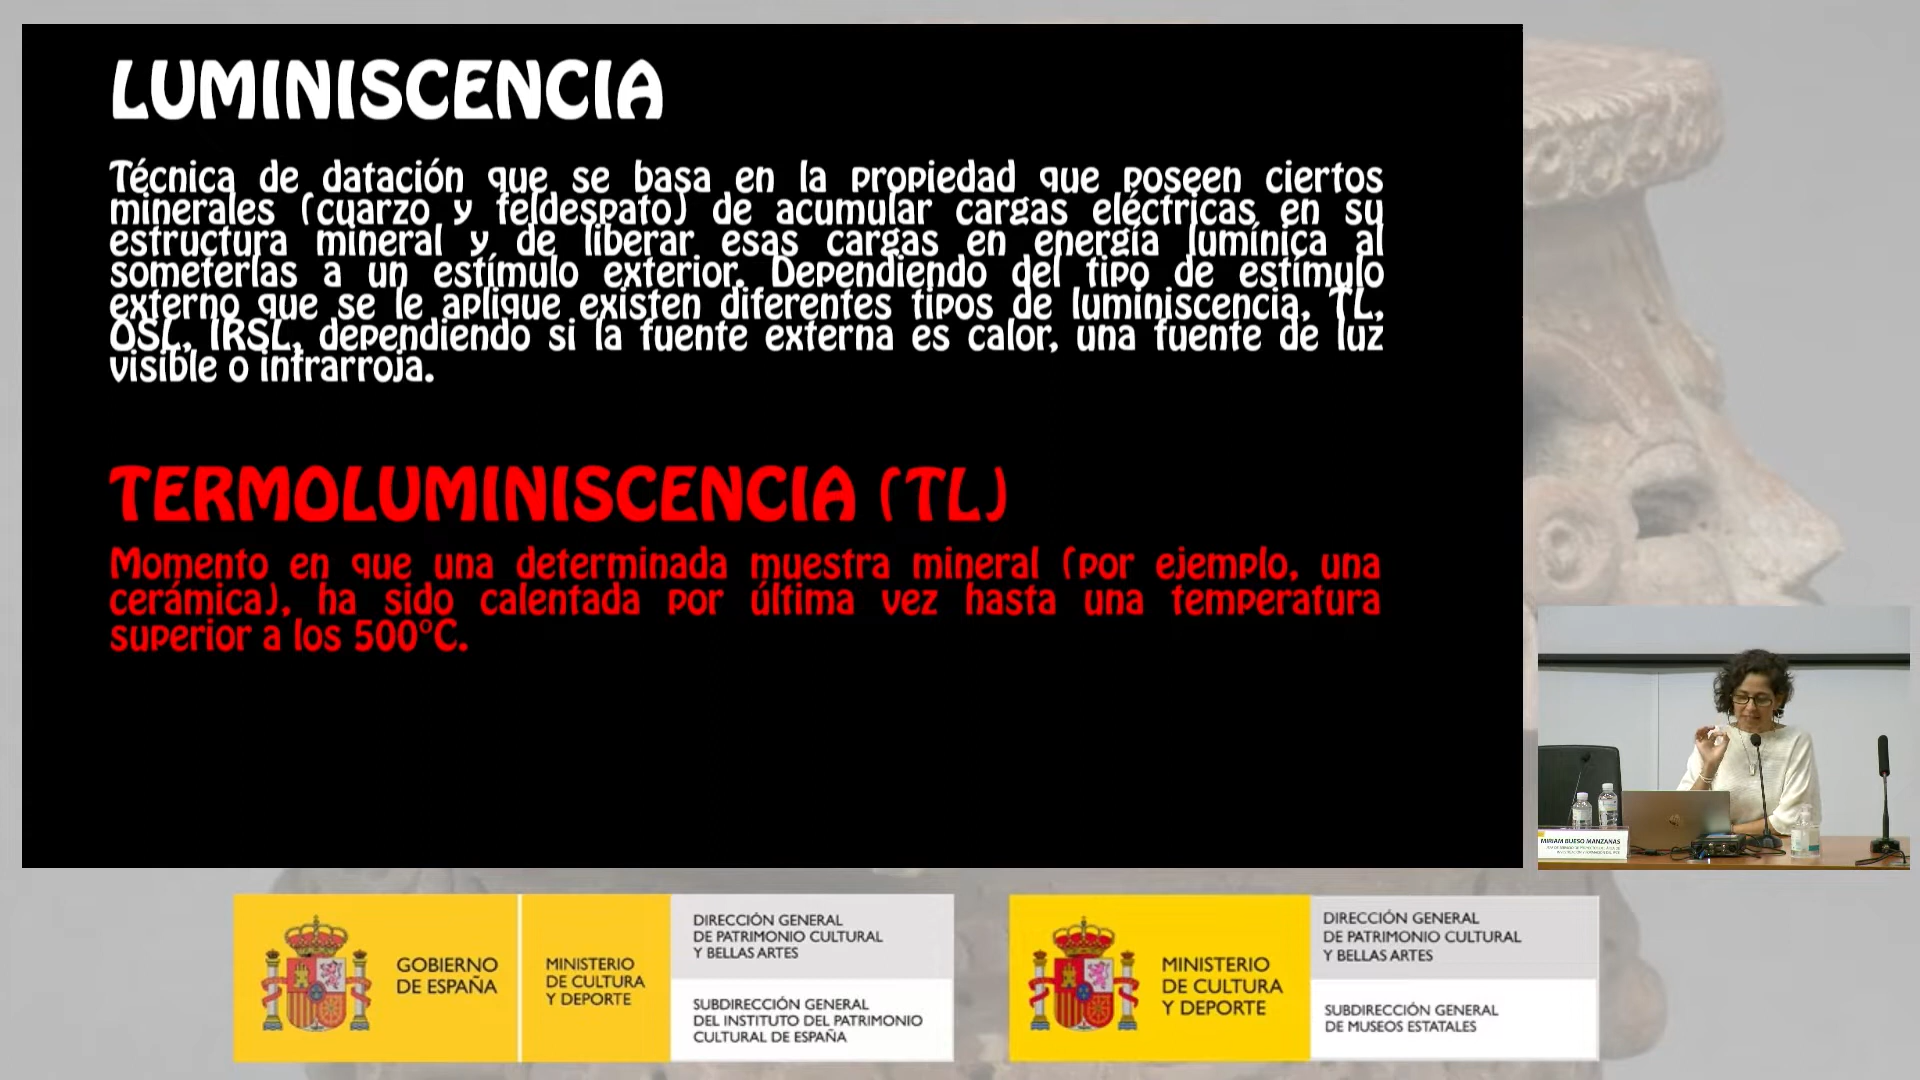 LUMINISCENCIA
Técnica de datación que se basa en la propiedad que poseen ciertos
minerales (cuarzo y feldespato) de acumular cargas eléctricas en su
estructura mineral y de liberar esas cargas en energía lumínica al
someterlas a un estímulo exterior. Dependiendo del tipo de estímulo
externo que se le aplique existen diferentes tipos de luminiscencia, TL,
OSL, IRSL, dependiendo si la fuente externa es calor, una fuente de luz
visible o infrarroja.
TERMOLUMINISCENCIA (TL)
Momento en que una determinada muestra mineral (por ejemplo, una
cerámica), ha sido calentada por última vez hasta una temperatura
superior a los 500°C.
MIRIAM BUESO MANZANAS
GOBIERNO
DE ESPAÑA
MINISTERIO
DE CULTURA
Y DEPORTE
DIRECCIÓN GENERAL
DE PATRIMONIO CULTURAL
Y BELLAS ARTES
SUBDIRECCIÓN GENERAL
DEL INSTITUTO DEL PATRIMONIO
CULTURAL DE ESPAÑA
MINISTERIO
DE CULTURA
Y DEPORTE
DIRECCIÓN GENERAL
DE PATRIMONIO CULTURAL
Y BELLAS ARTES
SUBDIRECCIÓN GENERAL
DE MUSEOS ESTATALES